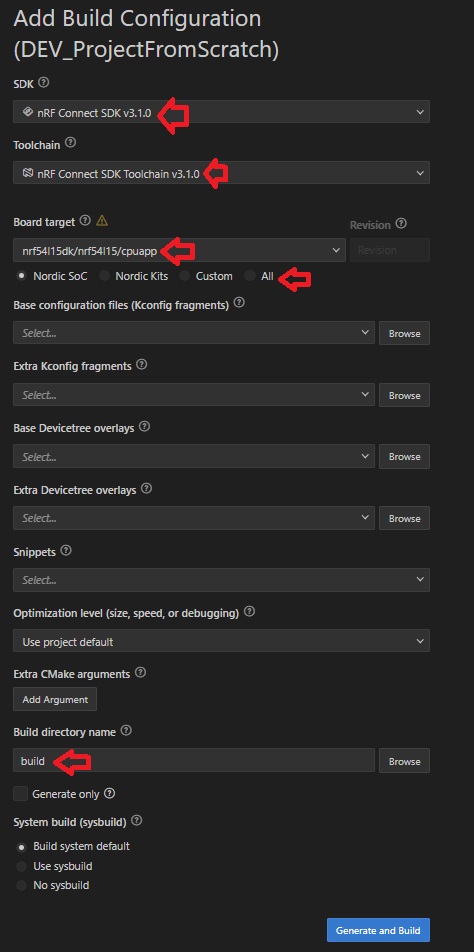 Add Build Configuration
(DEV_ProjectFromScratch)
SDK
nRF Connect SDK v3.1.0
Toolchain
nRF Connect SDK Toolchain v3.1.0
Board target
Revision
nrf54l15dk/nrf54l15/cpuapp
Revision
Nordic SoC Nordic Kits Custom All
Base configuration files (Kconfig fragments)
Select... Browse
Extra Kconfig fragments
Select... Browse
Base Devicetree overlays
Select... Browse
Extra Devicetree overlays
Select... Browse
Snippets
Select...
Optimization level (size, speed, or debugging)
Use project default
Extra CMake arguments
Add Argument
Build directory name
build Browse
Generate only
System build (sysbuild)
Build system default
Use sysbuild
No sysbuild
Generate and Build